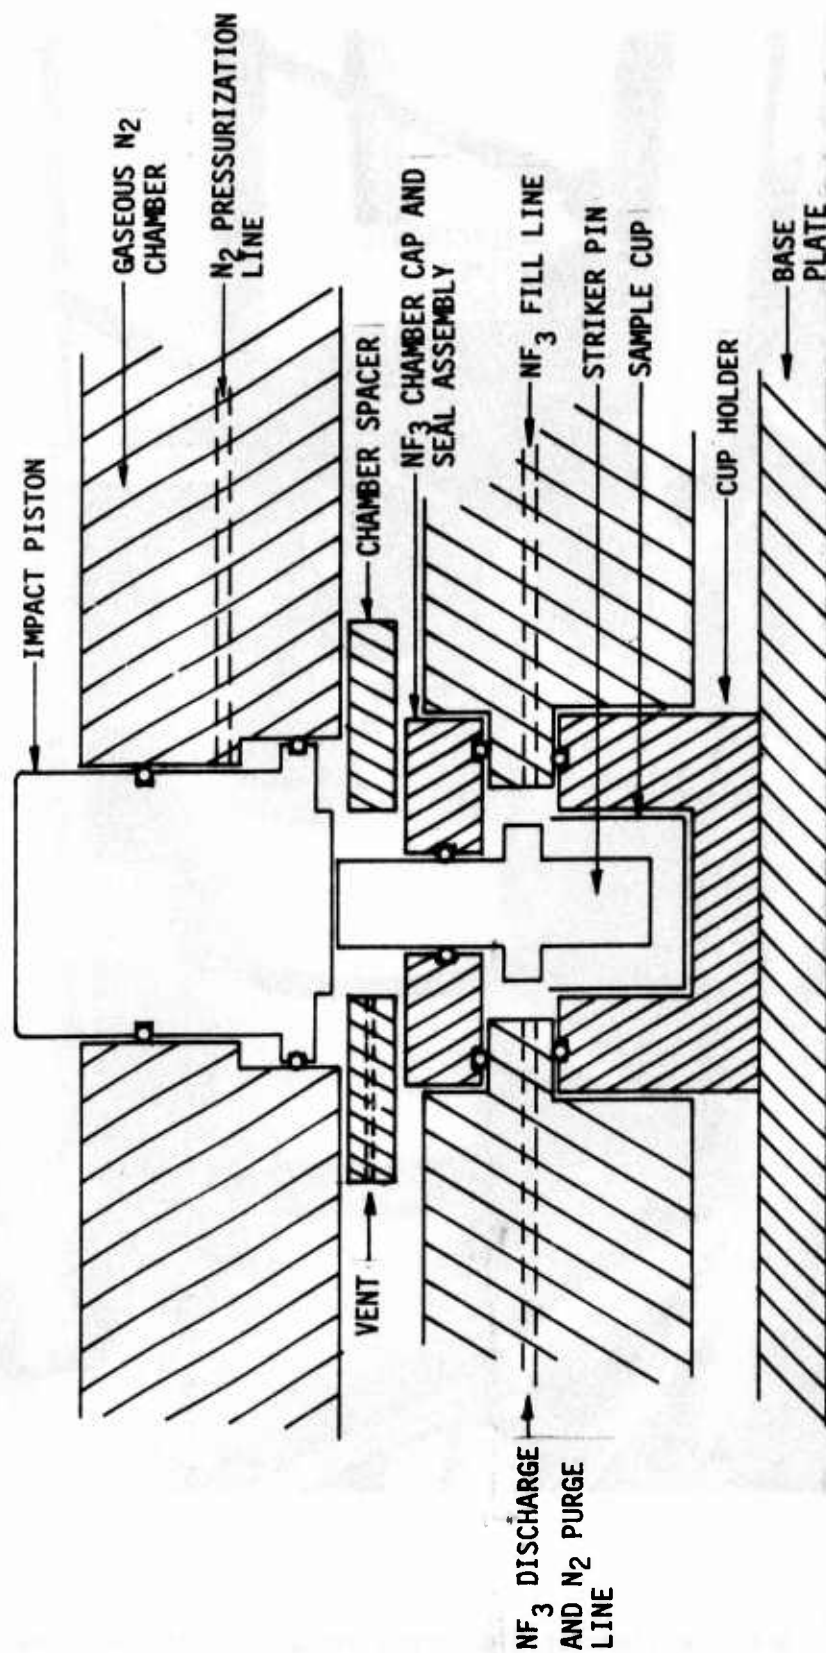 IMPACT PISTON
GASEOUS N2
CHAMBER
N2 PRESSURIZATION
LINE
CHAMBER SPACER
NF3 CHAMBER CAP AND
SEAL ASSEMBLY
NF3 FILL LINE
STRIKER PIN
SAMPLE CUP
CUP HOLDER
BASE
PLATE
VENT
NF3 DISCHARGE
AND N2 PURGE
LINE